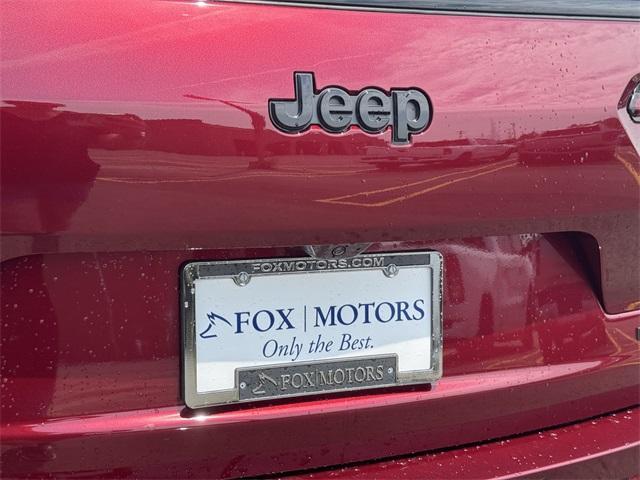 Jeep
FOXMOTORS.COM
FOX | MOTORS
Only the Best.
FOX | MOTORS